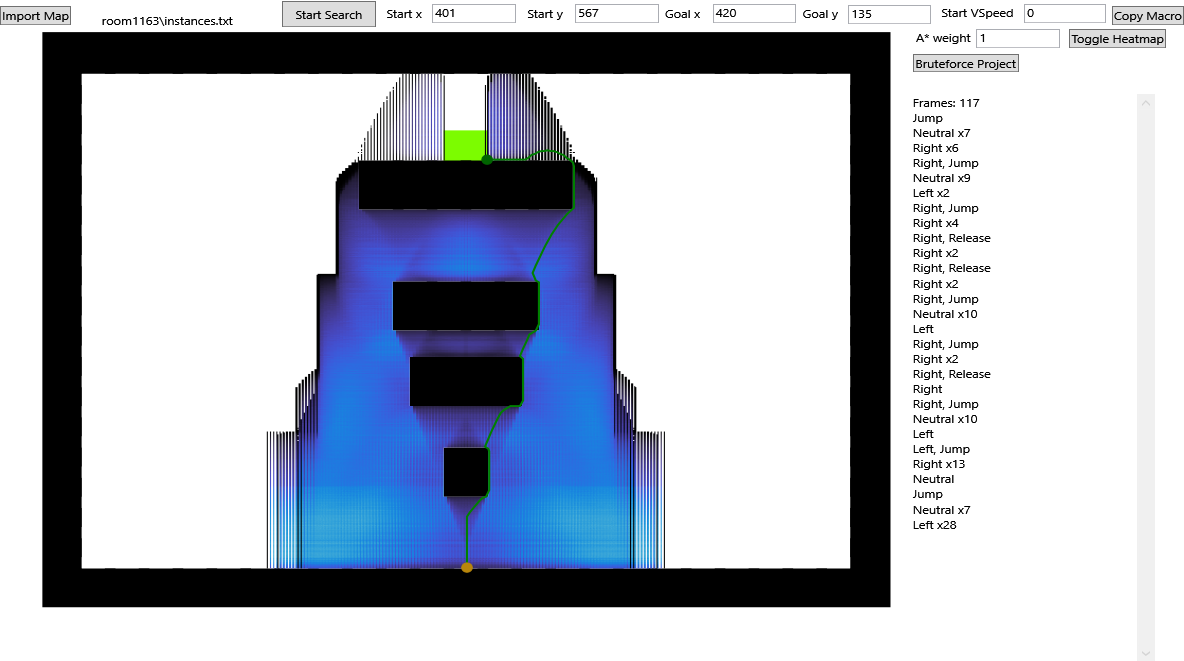 Import Map
room1163\instances.txt
Start Search
Start x 401 Start y 567 Goal x 420 Goal y 135 Start VSpeed 0
Copy Macro
A* weight 1 Toggle Heatmap
Bruteforce Project
Frames: 117
Jump
Neutral x7
Right x6
Right, Jump
Neutral x9
Left x2
Right, Jump
Right x4
Right, Release
Right x2
Right, Release
Right x2
Right, Jump
Neutral x10
Left
Right, Jump
Right x2
Right, Release
Right
Right, Jump
Neutral x10
Left
Left, Jump
Right x13
Neutral
Jump
Neutral x7
Left x28